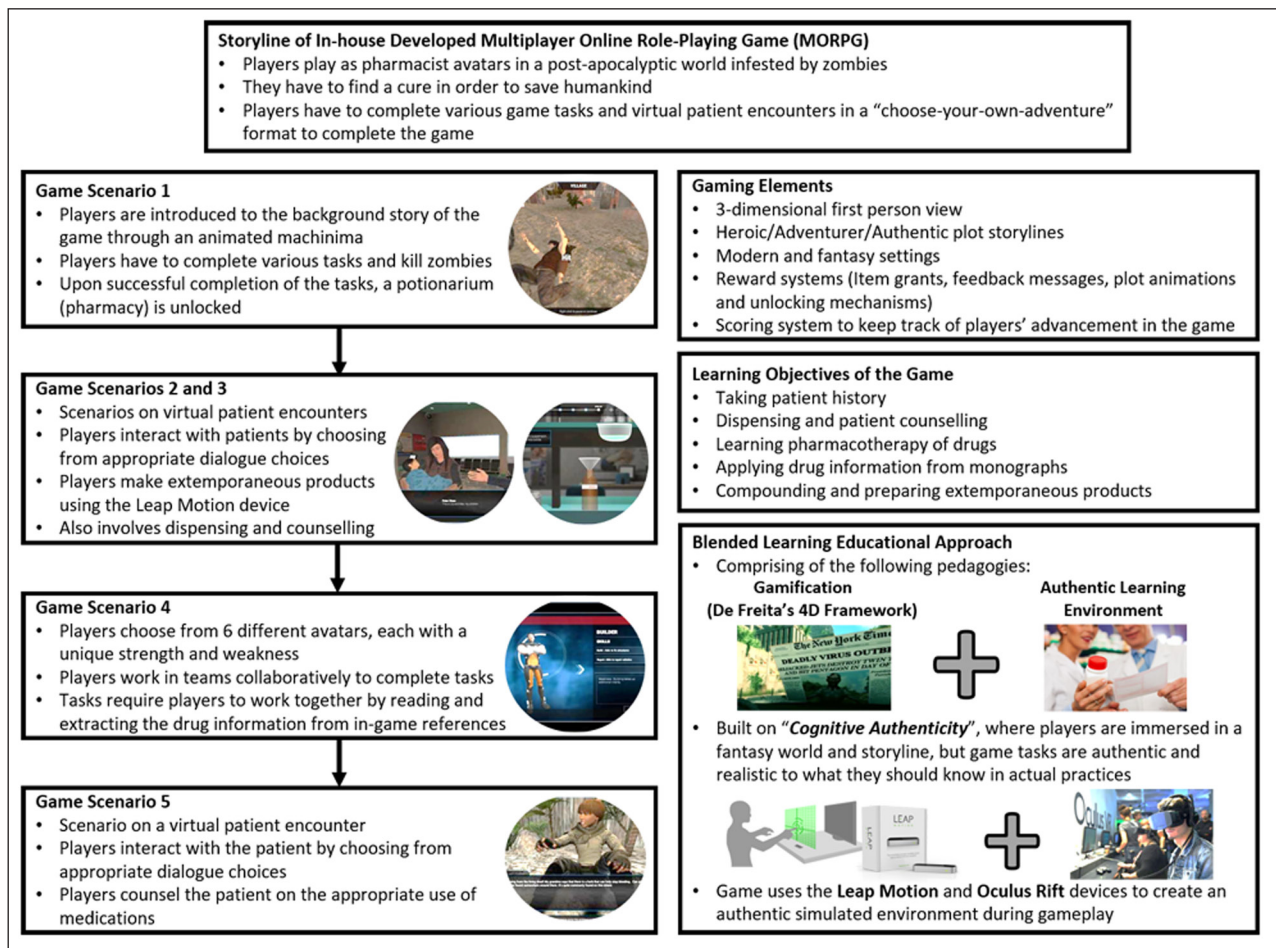 Storyline of In-house Developed Multiplayer Online Role-Playing Game (MORPG)
• Players play as pharmacist avatars in a post-apocalyptic world infested by zombies
• They have to find a cure in order to save humankind
• Players have to complete various game tasks and virtual patient encounters in a “choose-your-own-adventure”
format to complete the game
Game Scenario 1
• Players are introduced to the background story of the
game through an animated machinima
• Players have to complete various tasks and kill zombies
• Upon successful completion of the tasks, a potionarium
(pharmacy) is unlocked
VILLAGE
Game Scenarios 2 and 3
• Scenarios on virtual patient encounters
• Players interact with patients by choosing
from appropriate dialogue choices
• Players make extemporaneous products
using the Leap Motion device
• Also involves dispensing and counselling
Game Scenario 4
• Players choose from 6 different avatars, each with a
unique strength and weakness
• Players work in teams collaboratively to complete tasks
• Tasks require players to work together by reading and
extracting the drug information from in-game references
BUILDER
SKILLS
Game Scenario 5
• Scenario on a virtual patient encounter
• Players interact with the patient by choosing from
appropriate dialogue choices
• Players counsel the patient on the appropriate use of
medications
Gaming Elements
• 3-dimensional first person view
• Heroic/Adventurer/Authentic plot storylines
• Modern and fantasy settings
• Reward systems (Item grants, feedback messages, plot animations
and unlocking mechanisms)
• Scoring system to keep track of players’ advancement in the game
Learning Objectives of the Game
• Taking patient history
• Dispensing and patient counselling
• Learning pharmacotherapy of drugs
• Applying drug information from monographs
• Compounding and preparing extemporaneous products
Blended Learning Educational Approach
• Comprising of the following pedagogies:
Gamification
(De Freita’s 4D Framework)
Authentic Learning
Environment
The New York Time
DEADLY VIRUS OUTB
• Built on “Cognitive Authenticity”, where players are immersed in a
fantasy world and storyline, but game tasks are authentic and
realistic to what they should know in actual practices
LEAP
LEAP
Oculus Rift
• Game uses the Leap Motion and Oculus Rift devices to create an
authentic simulated environment during gameplay